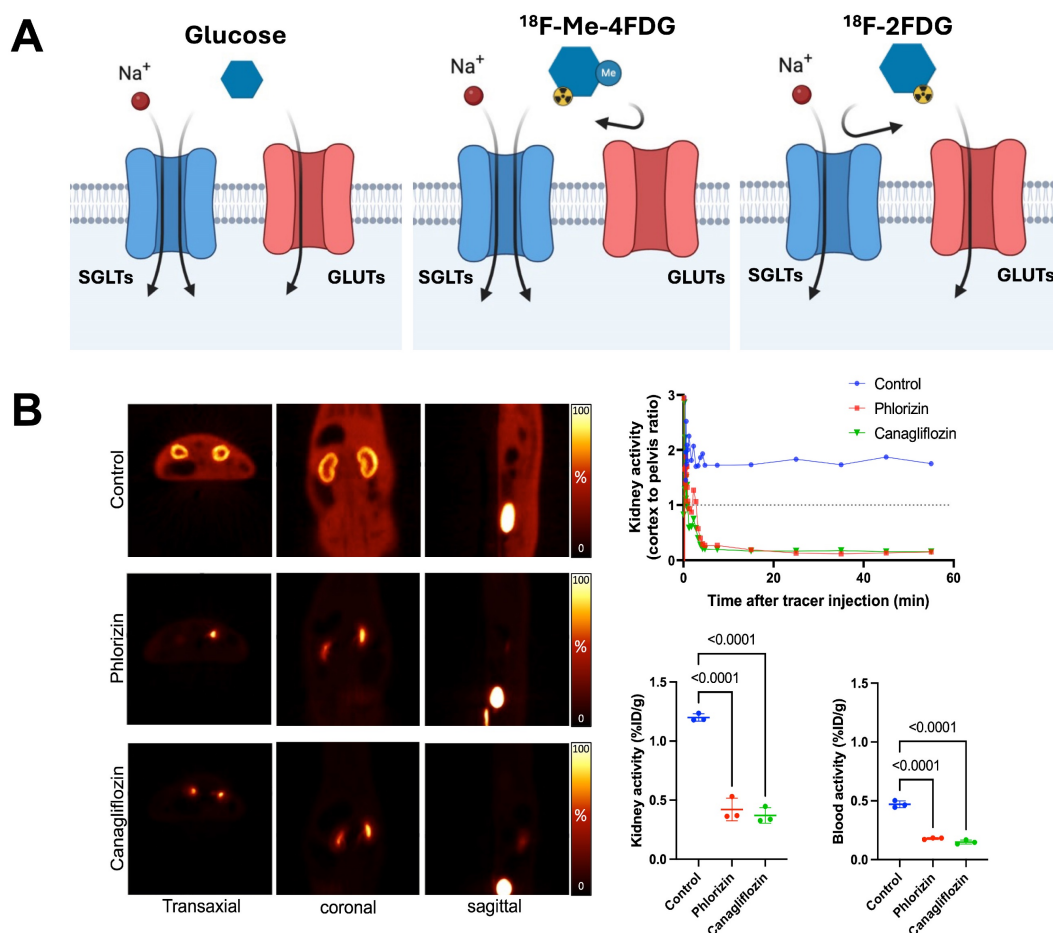 A
Glucose
¹⁸F-Me-4FDG
¹⁸F-2FDG
Na⁺
Na⁺
Me
Na⁺
SGLTs
GLUTs
SGLTs
GLUTs
SGLTs
GLUTs
B
Control
100
%
0
Phlorizin
100
%
0
Canagliflozin
100
%
0
Transaxial
coronal
sagittal
Control
Phlorizin
Canagliflozin
Kidney activity
(cortex to pelvis ratio)
3
2
1
0
0
20
40
60
Time after tracer injection (min)
Kidney activity (%ID/g)
1.5
1.0
0.5
0.0
<0.0001
<0.0001
Control
Phlorizin
Canagliflozin
Blood activity (%ID/g)
1.5
1.0
0.5
0.0
<0.0001
<0.0001
Control
Phlorizin
Canagliflozin